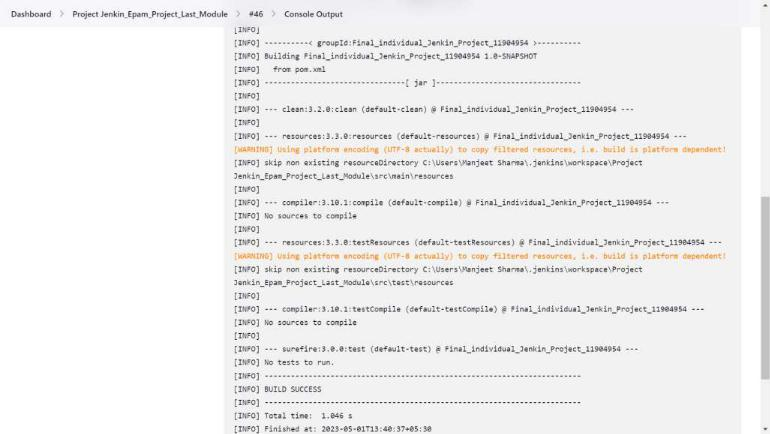 Dashboard > Project Jenkin_Epam_Project_Last_Module > #46 > Console Output
[INFO]
[INFO] ----------< groupId:Final_individual_Jenkin_Project_11904954 >----------
[INFO] Building Final_individual_Jenkin_Project_11904954 1.0-SNAPSHOT
[INFO]   from pom.xml
[INFO] --------------------------------[ jar ]---------------------------------
[INFO]
[INFO] --- clean:3.2.0:clean (default-clean) @ Final_individual_Jenkin_Project_11904954 ---
[INFO]
[INFO] --- resources:3.3.0:resources (default-resources) @ Final_individual_Jenkin_Project_11904954 ---
[WARNING] Using platform encoding (UTF-8 actually) to copy filtered resources, i.e. build is platform dependent!
[INFO] skip non existing resourceDirectory C:\Users\Manjeet Sharma\.jenkins\workspace\Project
Jenkin_Epam_Project_Last_Module\src\main\resources
[INFO]
[INFO] --- compiler:3.10.1:compile (default-compile) @ Final_individual_Jenkin_Project_11904954 ---
[INFO] No sources to compile
[INFO]
[INFO] --- resources:3.3.0:testResources (default-testResources) @ Final_individual_Jenkin_Project_11904954 ---
[WARNING] Using platform encoding (UTF-8 actually) to copy filtered resources, i.e. build is platform dependent!
[INFO] skip non existing resourceDirectory C:\Users\Manjeet Sharma\.jenkins\workspace\Project
Jenkin_Epam_Project_Last_Module\src\test\resources
[INFO]
[INFO] --- compiler:3.10.1:testCompile (default-testCompile) @ Final_individual_Jenkin_Project_11904954 ---
[INFO] No sources to compile
[INFO]
[INFO] --- surefire:3.0.0:test (default-test) @ Final_individual_Jenkin_Project_11904954 ---
[INFO] No tests to run.
[INFO] ------------------------------------------------------------------------
[INFO] BUILD SUCCESS
[INFO] ------------------------------------------------------------------------
[INFO] Total time:  1.046 s
[INFO] Finished at: 2023-05-01T13:40:37+05:30